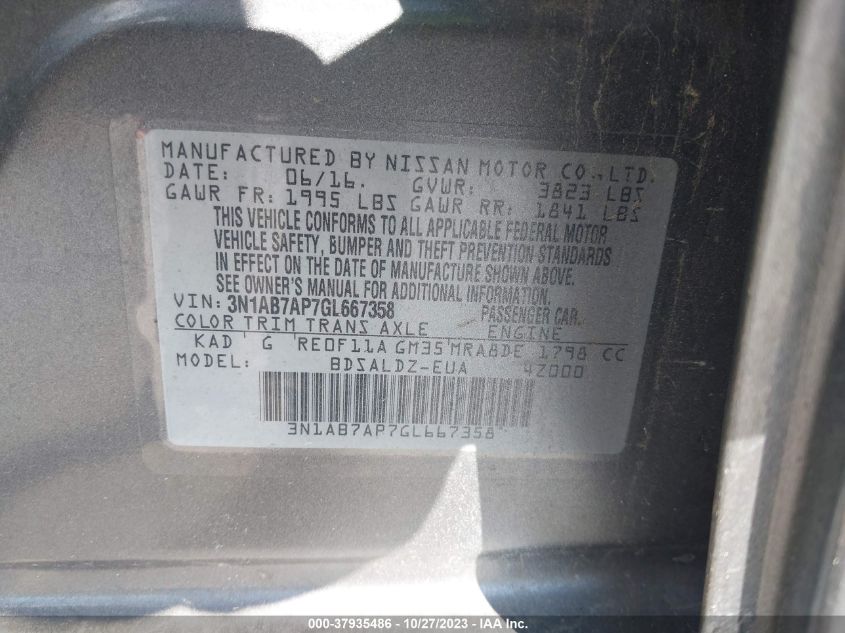 MANUFACTURED BY NISSAN MOTOR CO.,LTD.
DATE: 06/16. GVWR: 3823 LBS
GAWR FR: 1995 LBS GAWR RR: 1841 LBS
THIS VEHICLE CONFORMS TO ALL APPLICABLE FEDERAL MOTOR
VEHICLE SAFETY, BUMPER AND THEFT PREVENTION STANDARDS
IN EFFECT ON THE DATE OF MANUFACTURE SHOWN ABOVE.
SEE OWNER'S MANUAL FOR ADDITIONAL INFORMATION.
VIN: 3N1AB7AP7GL667358 PASSENGER CAR.
COLOR TRIM TRANS AXLE ENGINE
KAD G RE0F11A GM35 MRA8DE 1798 CC
MODEL: BDSALDZ-EUA 4Z000
3N1AB7AP7GL667358
000-37935486 - 10/27/2023 - IAAI.com